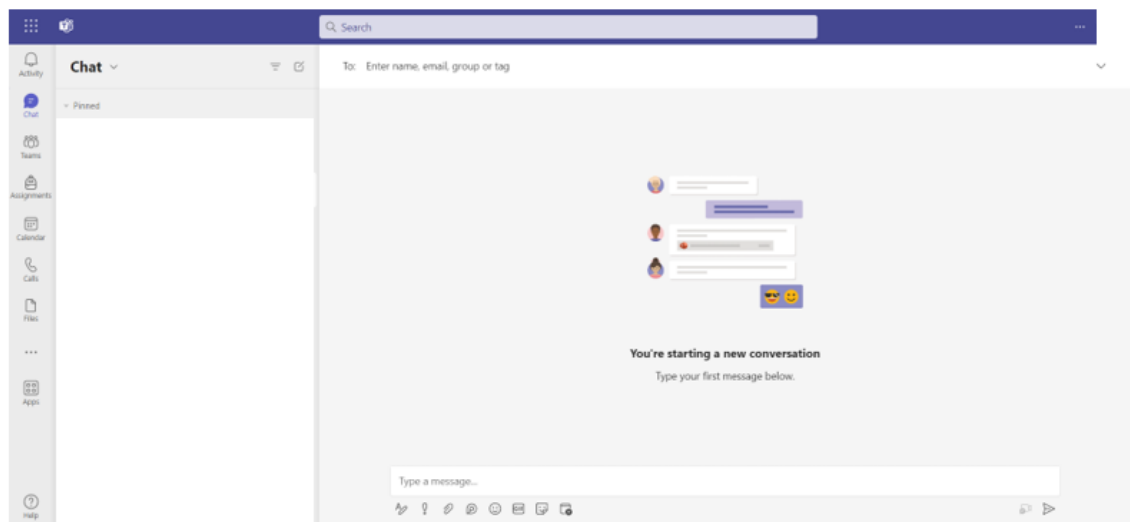 Search
Activity
Chat
Teams
Assignments
Calendar
Calls
Files
Apps
Help
Chat
Pinned
To: Enter name, email, group or tag
You're starting a new conversation
Type your first message below.
Type a message...